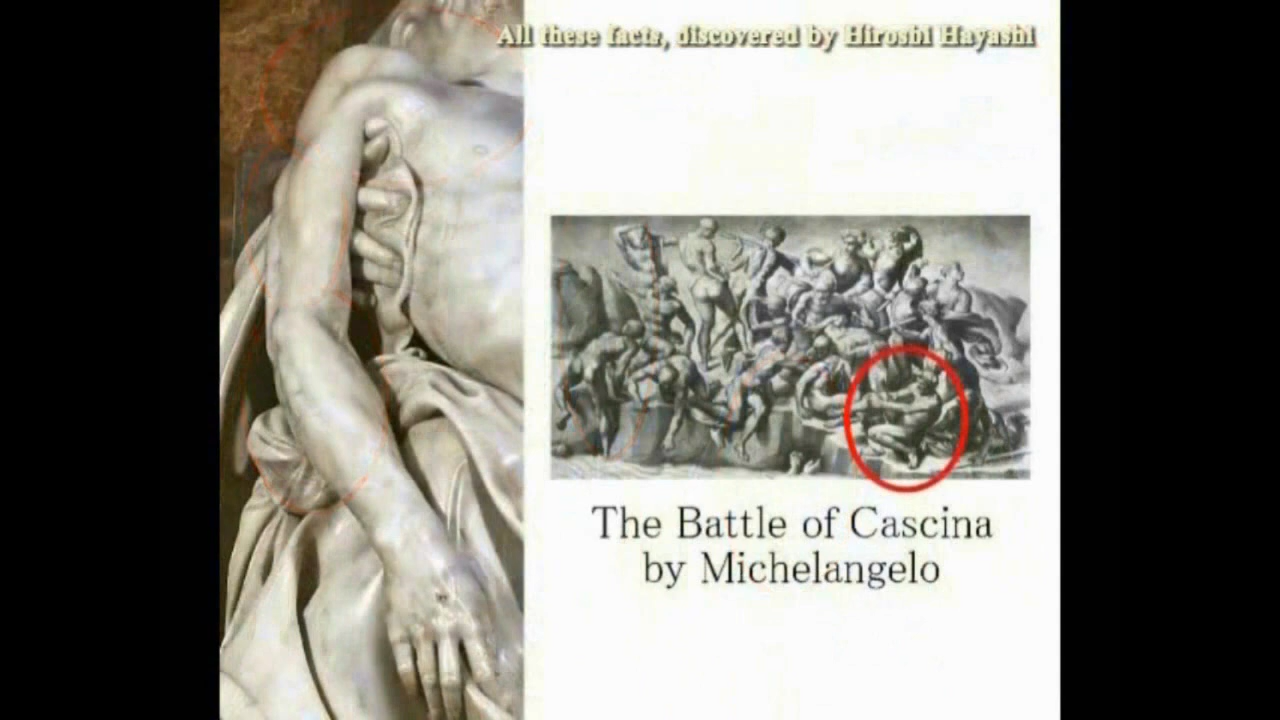 All these facts, discovered by Hiroshi Hayashi
The Battle of Cascina
by Michelangelo